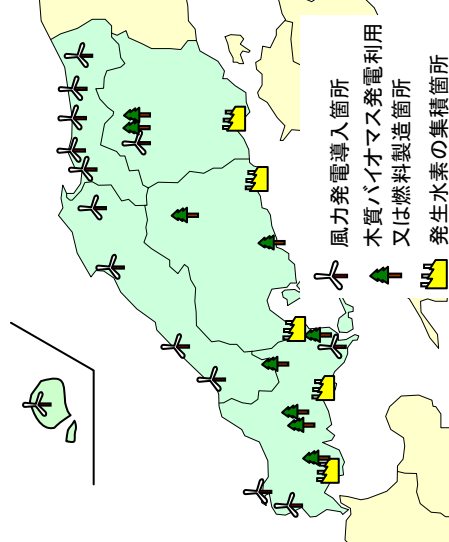 風力発電導入箇所
木質バイオマス発電利用
又は燃料製造箇所
発生水素の集積箇所